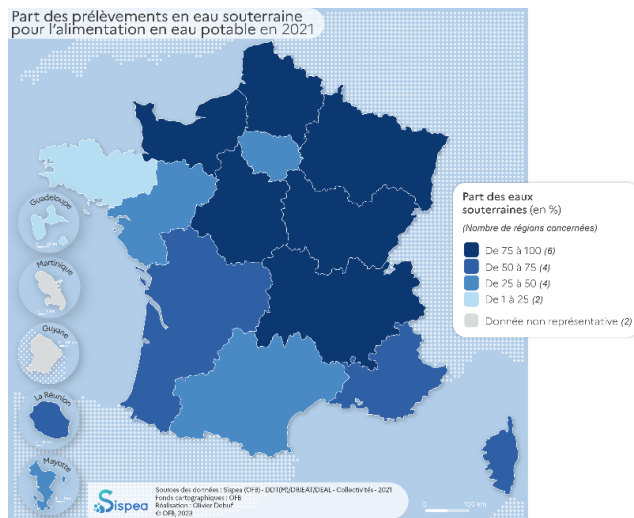 Part des prélèvements en eau souterraine
pour l'alimentation en eau potable en 2021
Guadeloupe
Martinique
Guyane
La Réunion
Mayotte
Part des eaux
souterraines (en %)
(Nombre de régions concernées)
De 75 à 100 (6)
De 50 à 75 (4)
De 25 à 50 (4)
De 1 à 25 (2)
Donnée non représentative (2)
Sispea
Sources des données : Sispea (OFB) - DDT(M)/DRIEAT/DEAL - Collectivités - 2021
Fonds cartographiques : OFB
Réalisation : Olivier Debuf
© OFB, 2023
0 100 km